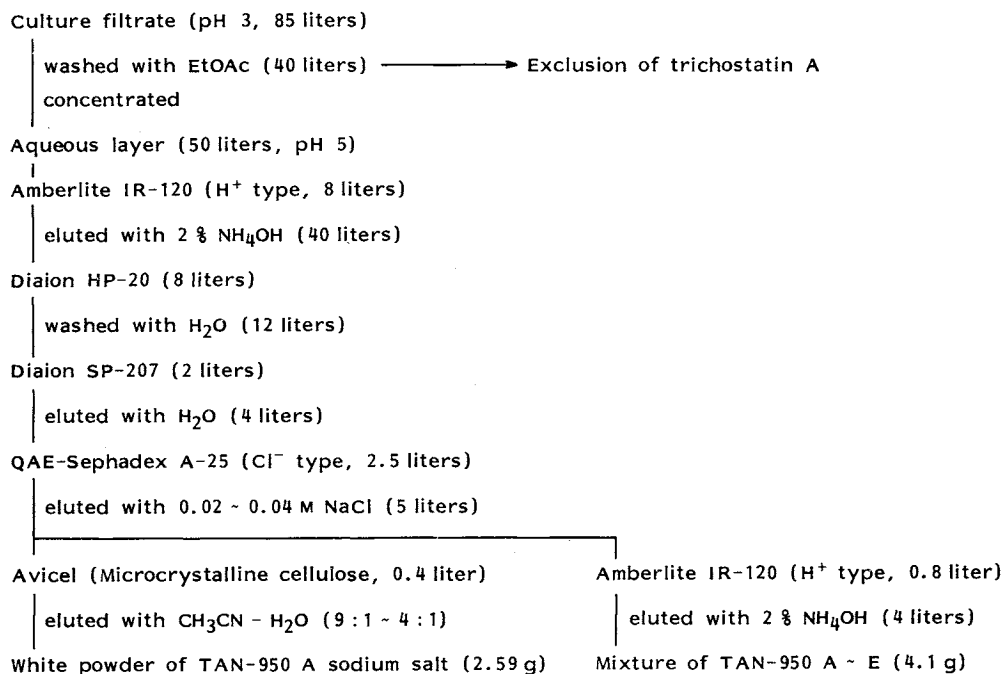 Culture filtrate (pH 3, 85 liters)
washed with EtOAc (40 liters) Exclusion of trichostatin A
concentrated
Aqueous layer (50 liters, pH 5)
Amberlite IR-120 (H⁺ type, 8 liters)
eluted with 2 % NH₄OH (40 liters)
Diaion HP-20 (8 liters)
washed with H₂O (12 liters)
Diaion SP-207 (2 liters)
eluted with H₂O (4 liters)
QAE-Sephadex A-25 (Cl⁻ type, 2.5 liters)
eluted with 0.02 ~ 0.04 M NaCl (5 liters)
Avicel (Microcrystalline cellulose, 0.4 liter) Amberlite IR-120 (H⁺ type, 0.8 liter)
eluted with CH₃CN - H₂O (9 : 1 ~ 4 : 1) eluted with 2 % NH₄OH (4 liters)
White powder of TAN-950 A sodium salt (2.59 g) Mixture of TAN-950 A ~ E (4.1 g)